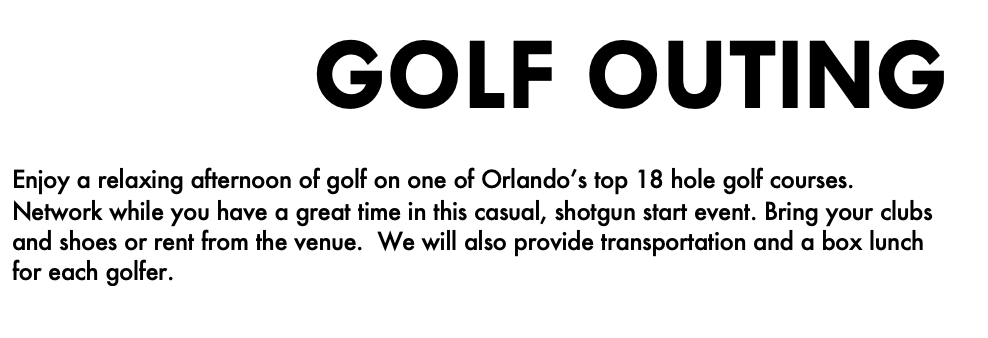 GOLF OUTING
Enjoy a relaxing afternoon of golf on one of Orlando’s top 18 hole golf courses.
Network while you have a great time in this casual, shotgun start event. Bring your clubs
and shoes or rent from the venue.  We will also provide transportation and a box lunch
for each golfer.